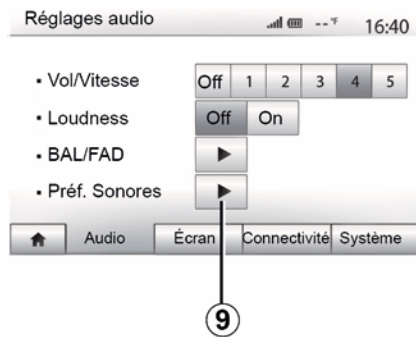 Réglages audio --°F 16:40
▪ Vol/Vitesse Off 1 2 3 4 5
▪ Loudness Off On
▪ BAL/FAD
▪ Préf. Sonores
Audio Écran Connectivité Système
9